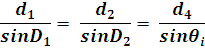 d₁/sinD₁ = d₂/sinD₂ = d₄/sinθᵢ